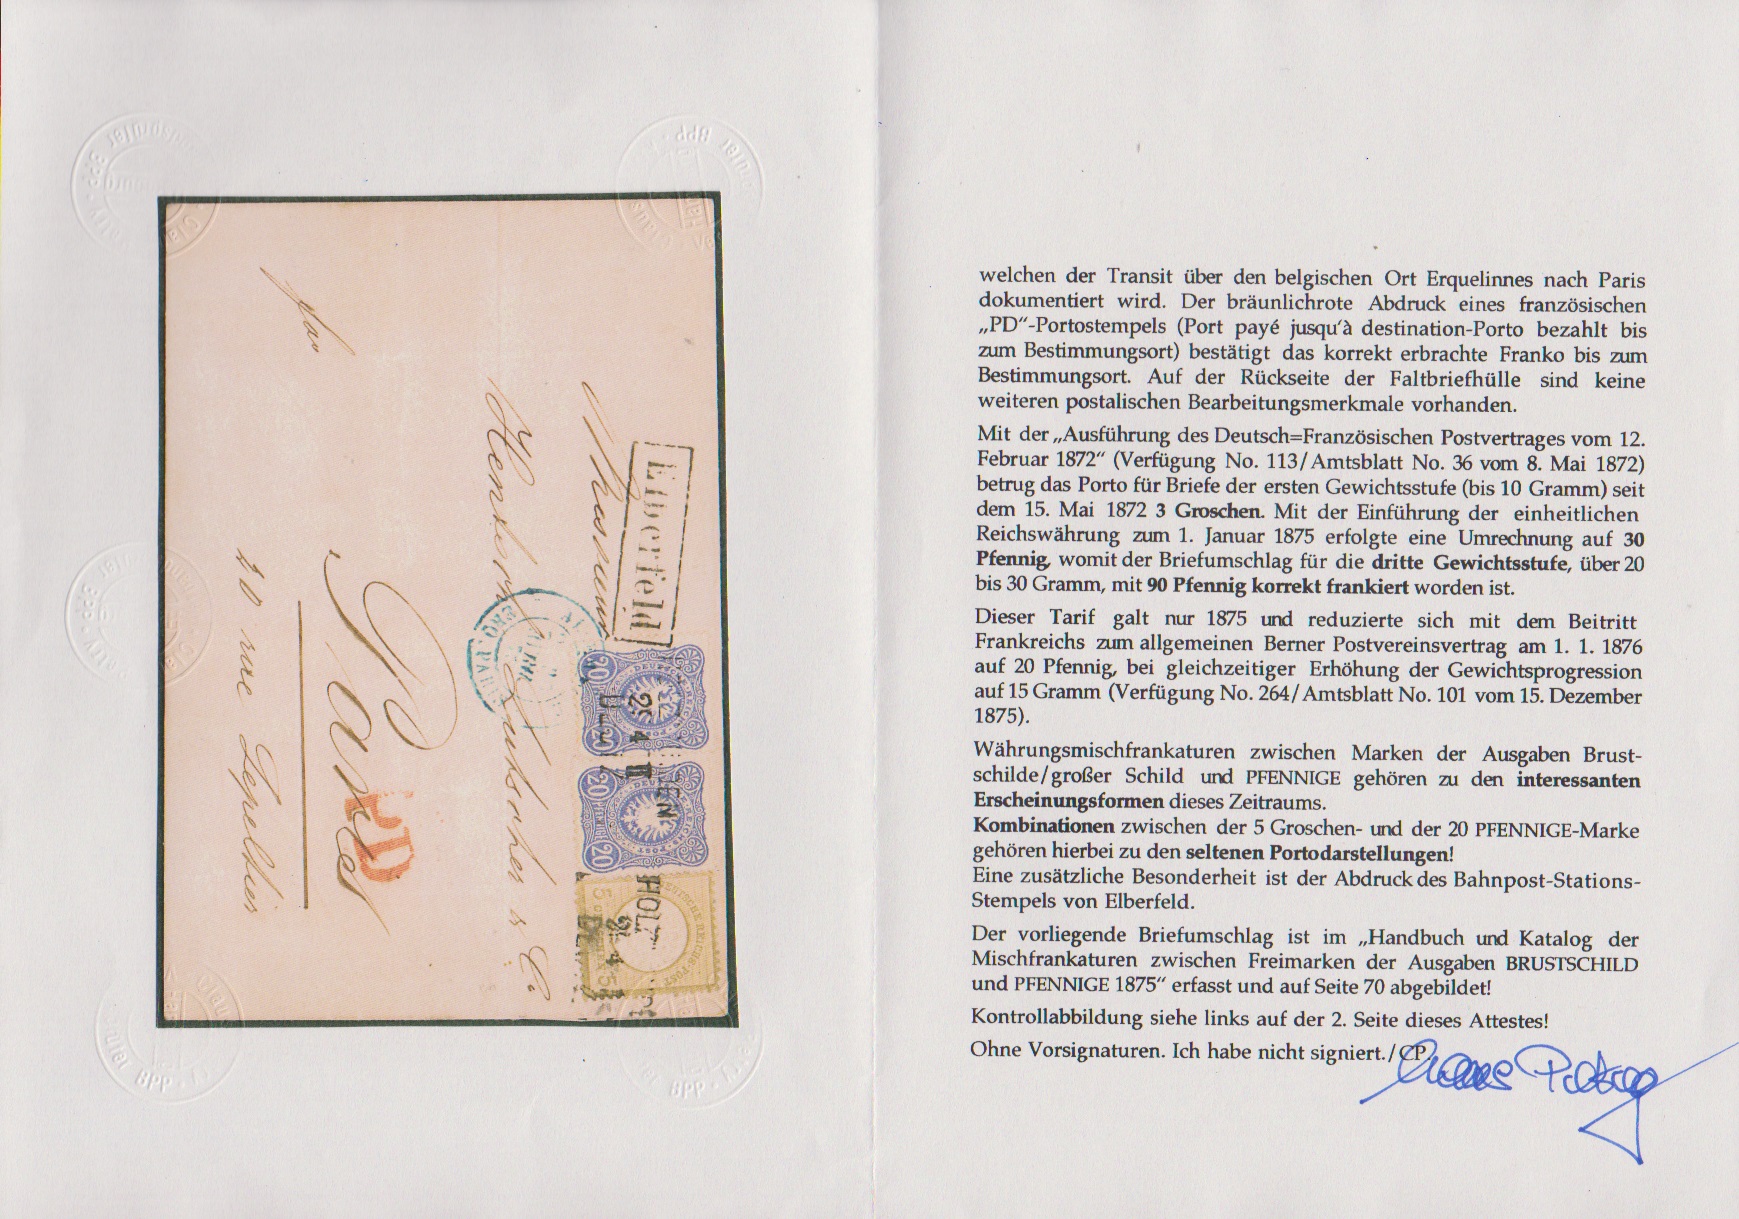 Elberfeld
Paris
PD
20
20
5
HOLZ
welchen der Transit über den belgischen Ort Erquelinnes nach Paris
dokumentiert wird. Der bräunlichrote Abdruck eines französischen
„PD“-Portostempels (Port payé jusqu'à destination-Porto bezahlt bis
zum Bestimmungsort) bestätigt das korrekt erbrachte Franko bis zum
Bestimmungsort. Auf der Rückseite der Faltbriefhülle sind keine
weiteren postalischen Bearbeitungsmerkmale vorhanden.
Mit der „Ausführung des Deutsch=Französischen Postvertrages vom 12.
Februar 1872“ (Verfügung No. 113/Amtsblatt No. 36 vom 8. Mai 1872)
betrug das Porto für Briefe der ersten Gewichtsstufe (bis 10 Gramm) seit
dem 15. Mai 1872 3 Groschen. Mit der Einführung der einheitlichen
Reichswährung zum 1. Januar 1875 erfolgte eine Umrechnung auf 30
Pfennig, womit der Briefumschlag für die dritte Gewichtsstufe, über 20
bis 30 Gramm, mit 90 Pfennig korrekt frankiert worden ist.
Dieser Tarif galt nur 1875 und reduzierte sich mit dem Beitritt
Frankreichs zum allgemeinen Berner Postvereinsvertrag am 1. 1. 1876
auf 20 Pfennig, bei gleichzeitiger Erhöhung der Gewichtsprogression
auf 15 Gramm (Verfügung No. 264/Amtsblatt No. 101 vom 15. Dezember
1875).
Währungsmischfrankaturen zwischen Marken der Ausgaben Brust-
schilde/großer Schild und PFENNIGE gehören zu den interessanten
Erscheinungsformen dieses Zeitraums.
Kombinationen zwischen der 5 Groschen- und der 20 PFENNIGE-Marke
gehören hierbei zu den seltenen Portodarstellungen!
Eine zusätzliche Besonderheit ist der Abdruck des Bahnpost-Stations-
Stempels von Elberfeld.
Der vorliegende Briefumschlag ist im „Handbuch und Katalog der
Mischfrankaturen zwischen Freimarken der Ausgaben BRUSTSCHILD
und PFENNIGE 1875“ erfasst und auf Seite 70 abgebildet!
Kontrollabbildung siehe links auf der 2. Seite dieses Attestes!
Ohne Vorsignaturen. Ich habe nicht signiert./CP.